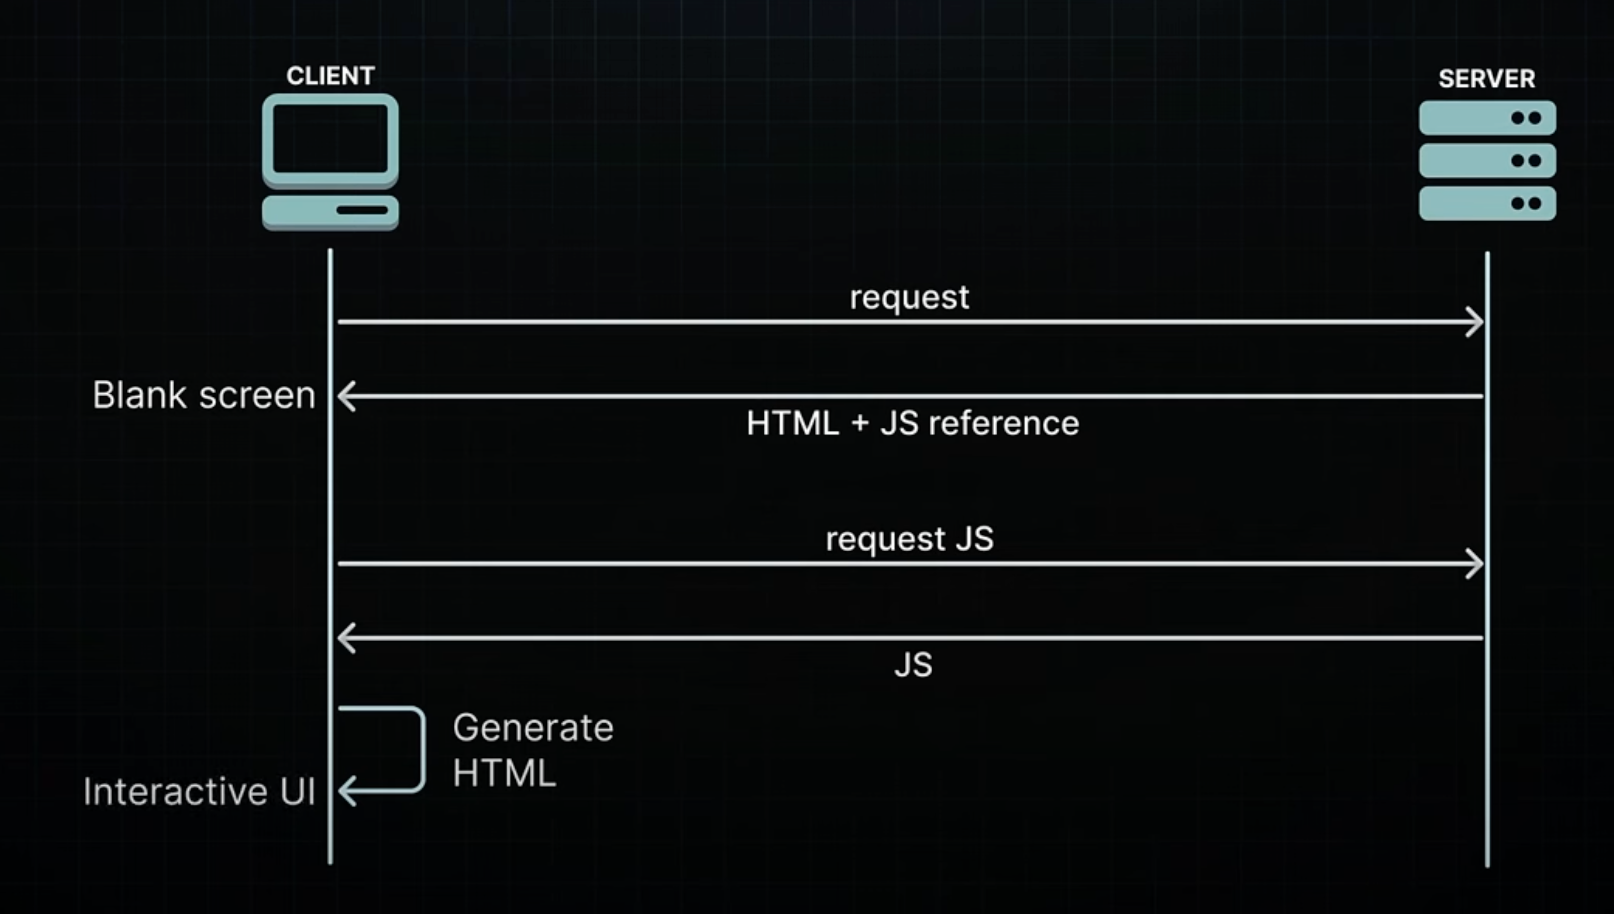 CLIENT
SERVER
request
Blank screen
HTML + JS reference
request JS
JS
Generate
HTML
Interactive UI